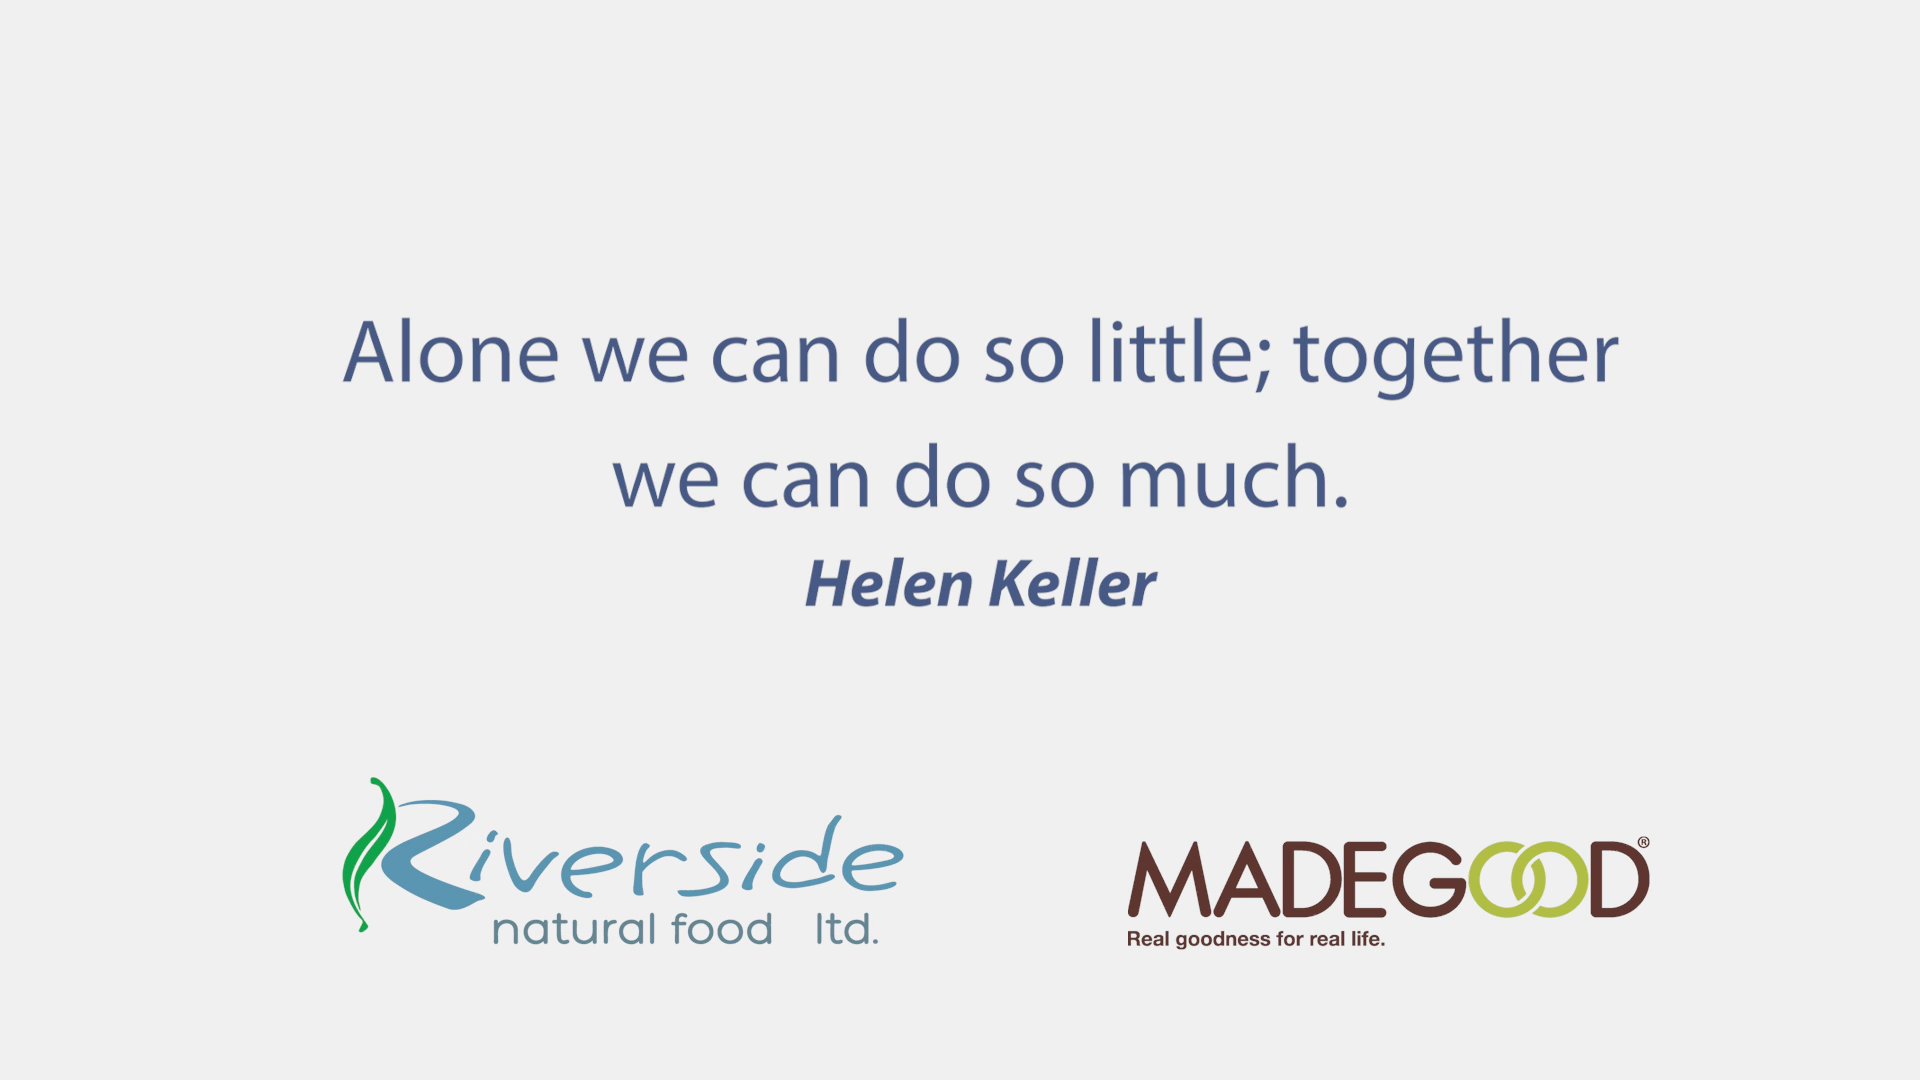 Alone we can do so little; together
we can do so much.
Helen Keller
Riverside
natural food ltd.
MADEGOOD®
Real goodness for real life.